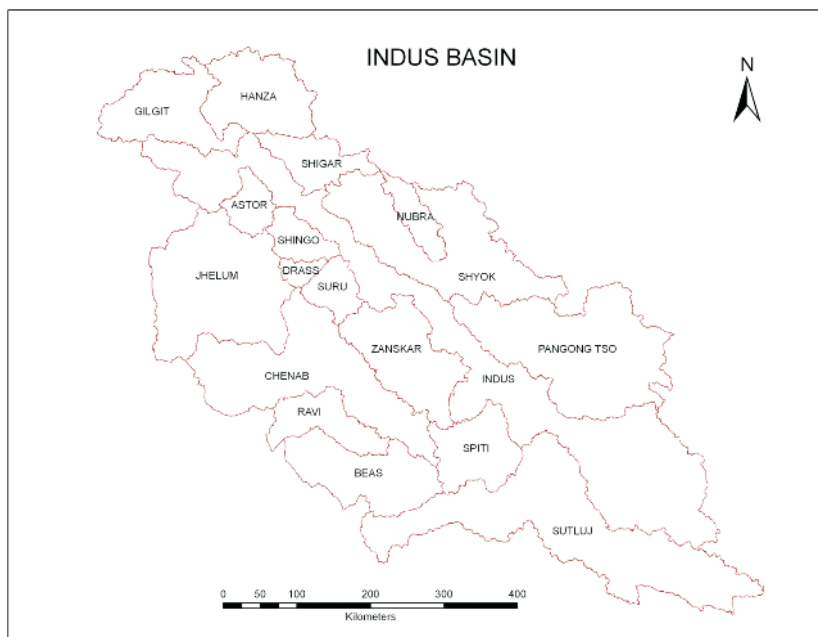 INDUS BASIN
N
HANZA
GILGIT
SHIGAR
ASTOR
NUBRA
SHINGO
DRASS
JHELUM
SURU
SHYOK
ZANSKAR
PANGONG TSO
CHENAB
INDUS
RAVI
SPITI
BEAS
SUTLUJ
0 50 100 200 300 400
Kilometers